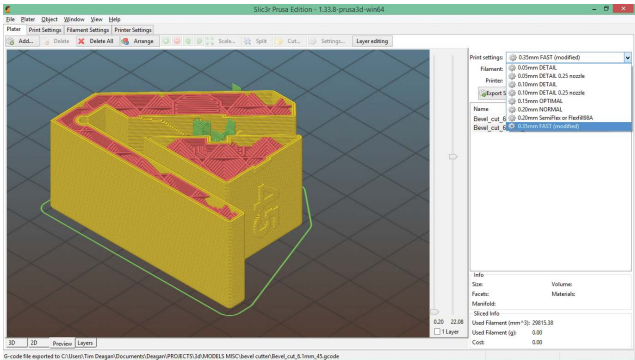 Slic3r Prusa Edition - 1.33.8-prusa3d-win64
File Plater Object Window View Help
Plater Print Settings Filament Settings Printer Settings
Add... Delete Delete All Arrange Scale... Split Cut... Settings... Layer editing
Print settings: 0.35mm FAST (modified)
Filament: 0.05mm DETAIL
0.05mm DETAIL 0.25 nozzle
Printer: 0.10mm DETAIL
0.10mm DETAIL 0.25 nozzle
Export
0.15mm OPTIMAL
Name 0.20mm NORMAL
Bevel_cut_6 0.20mm SemiFlex or Flexfill98A
Bevel_cut_6 0.35mm FAST (modified)
45
Info
Size: Volume:
Facets: Materials:
Manifold:
Sliced Info
0.20 22.08 Used Filament (mm^3): 29815.38
1 Layer Used Filament (g): 0.00
Cost: 0.00
3D 2D Preview Layers
G-code file exported to C:\Users\Tim Deagan\Documents\Deagan\PROJECTS\3d\MODELS MISC\bevel cutter\Bevel_cut_6.1mm_45.gcode